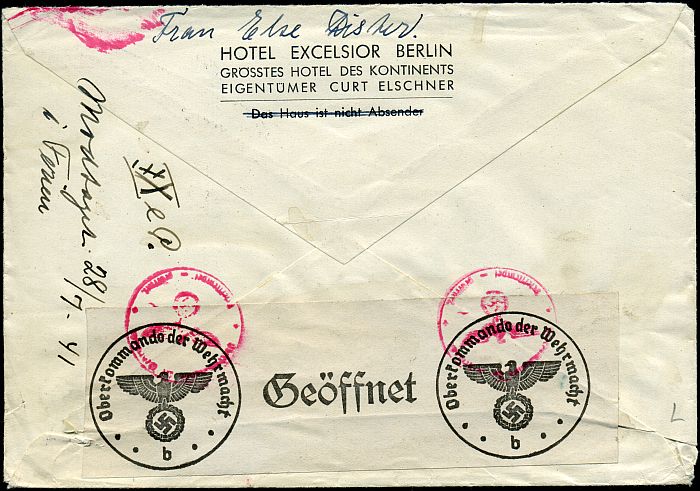 Frau Else Dister.
HOTEL EXCELSIOR BERLIN
GRÖSSTES HOTEL DES KONTINENTS
EIGENTÜMER CURT ELSCHNER
Das Haus ist nicht Absender
28/7-41
Oberkommando der Wehrmacht
b
Geöffnet
Oberkommando der Wehrmacht
b
L